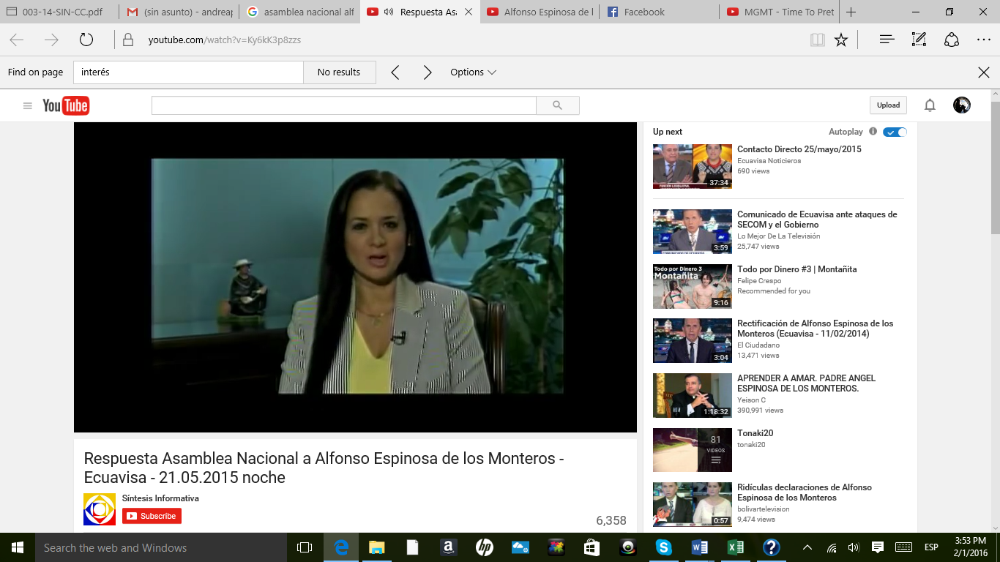 003-14-SIN-CC.pdf
(sin asunto) - andreap
asamblea nacional alf
Respuesta Asa
Alfonso Espinosa de l
Facebook
MGMT - Time To Pret
youtube.com/watch?v=Ky6kK3p8zzs
Find on page
interés
No results
Options
YouTube
Upload
Up next
Autoplay
Contacto Directo 25/mayo/2015
Ecuavisa Noticieros
690 views
37:34
FUNCIÓN LEGISLATIVA
Comunicado de Ecuavisa ante ataques de
SECOM y el Gobierno
Lo Mejor De La Televisión
25,747 views
3:59
Todo por Dinero 3
Montañita
Todo por Dinero #3 | Montañita
Felipe Crespo
Recommended for you
9:16
Rectificación de Alfonso Espinosa de los
Monteros (Ecuavisa - 11/02/2014)
El Ciudadano
13,471 views
3:04
APRENDER A AMAR. PADRE ANGEL
ESPINOSA DE LOS MONTEROS.
Yeison C
390,991 views
1:18:32
81
VIDEOS
Tonaki20
tonaki20
Ridículas declaraciones de Alfonso
Espinosa de los Monteros
bolivartelevision
9,474 views
0:57
Respuesta Asamblea Nacional a Alfonso Espinosa de los Monteros -
Ecuavisa - 21.05.2015 noche
Síntesis Informativa
Subscribe
6,358
Search the web and Windows
ESP
3:53 PM
2/1/2016